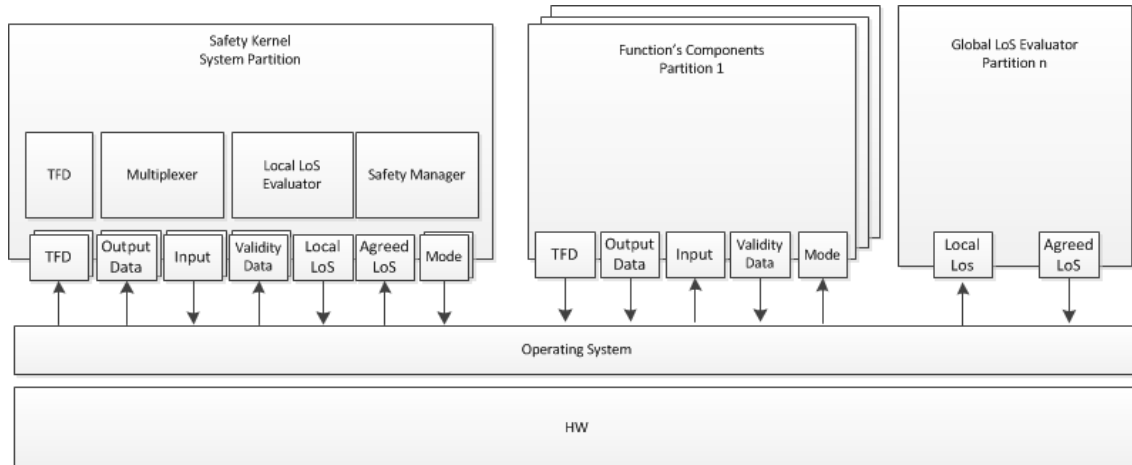 Safety Kernel
System Partition
TFD
Multiplexer
Local LoS
Evaluator
Safety Manager
TFD
Output
Data
Input
Validity
Data
Local
LoS
Agreed
LoS
Mode
Function's Components
Partition 1
TFD
Output
Data
Input
Validity
Data
Mode
Global LoS Evaluator
Partition n
Local
Los
Agreed
LoS
Operating System
HW